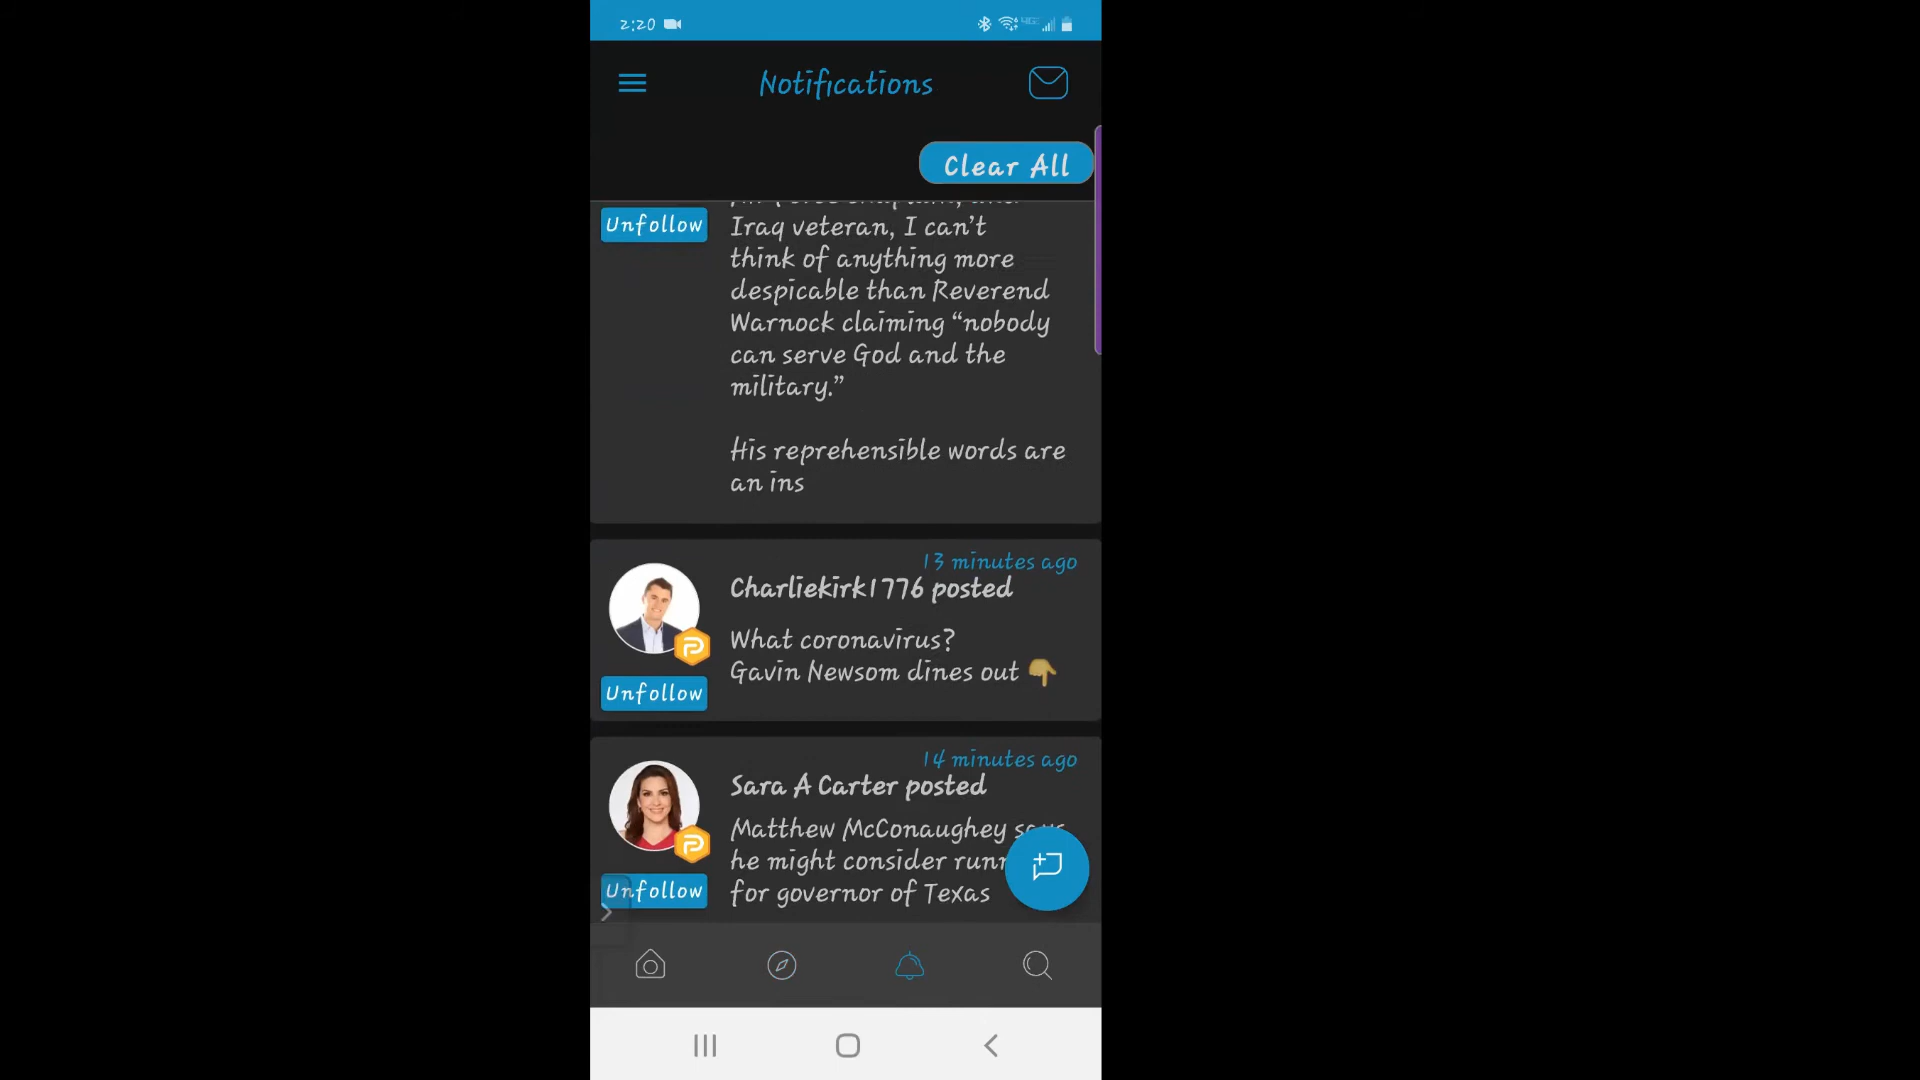 2:20
Notifications
Clear All
Unfollow
Iraq veteran, I can't
think of anything more
despicable than Reverend
Warnock claiming “nobody
can serve God and the
military.”
His reprehensible words are
an ins
13 minutes ago
Charliekirk1776 posted
What coronavirus?
Gavin Newsom dines out
Unfollow
14 minutes ago
Sara A Carter posted
Matthew McConaughey
he might consider
for governor of Texas
Unfollow